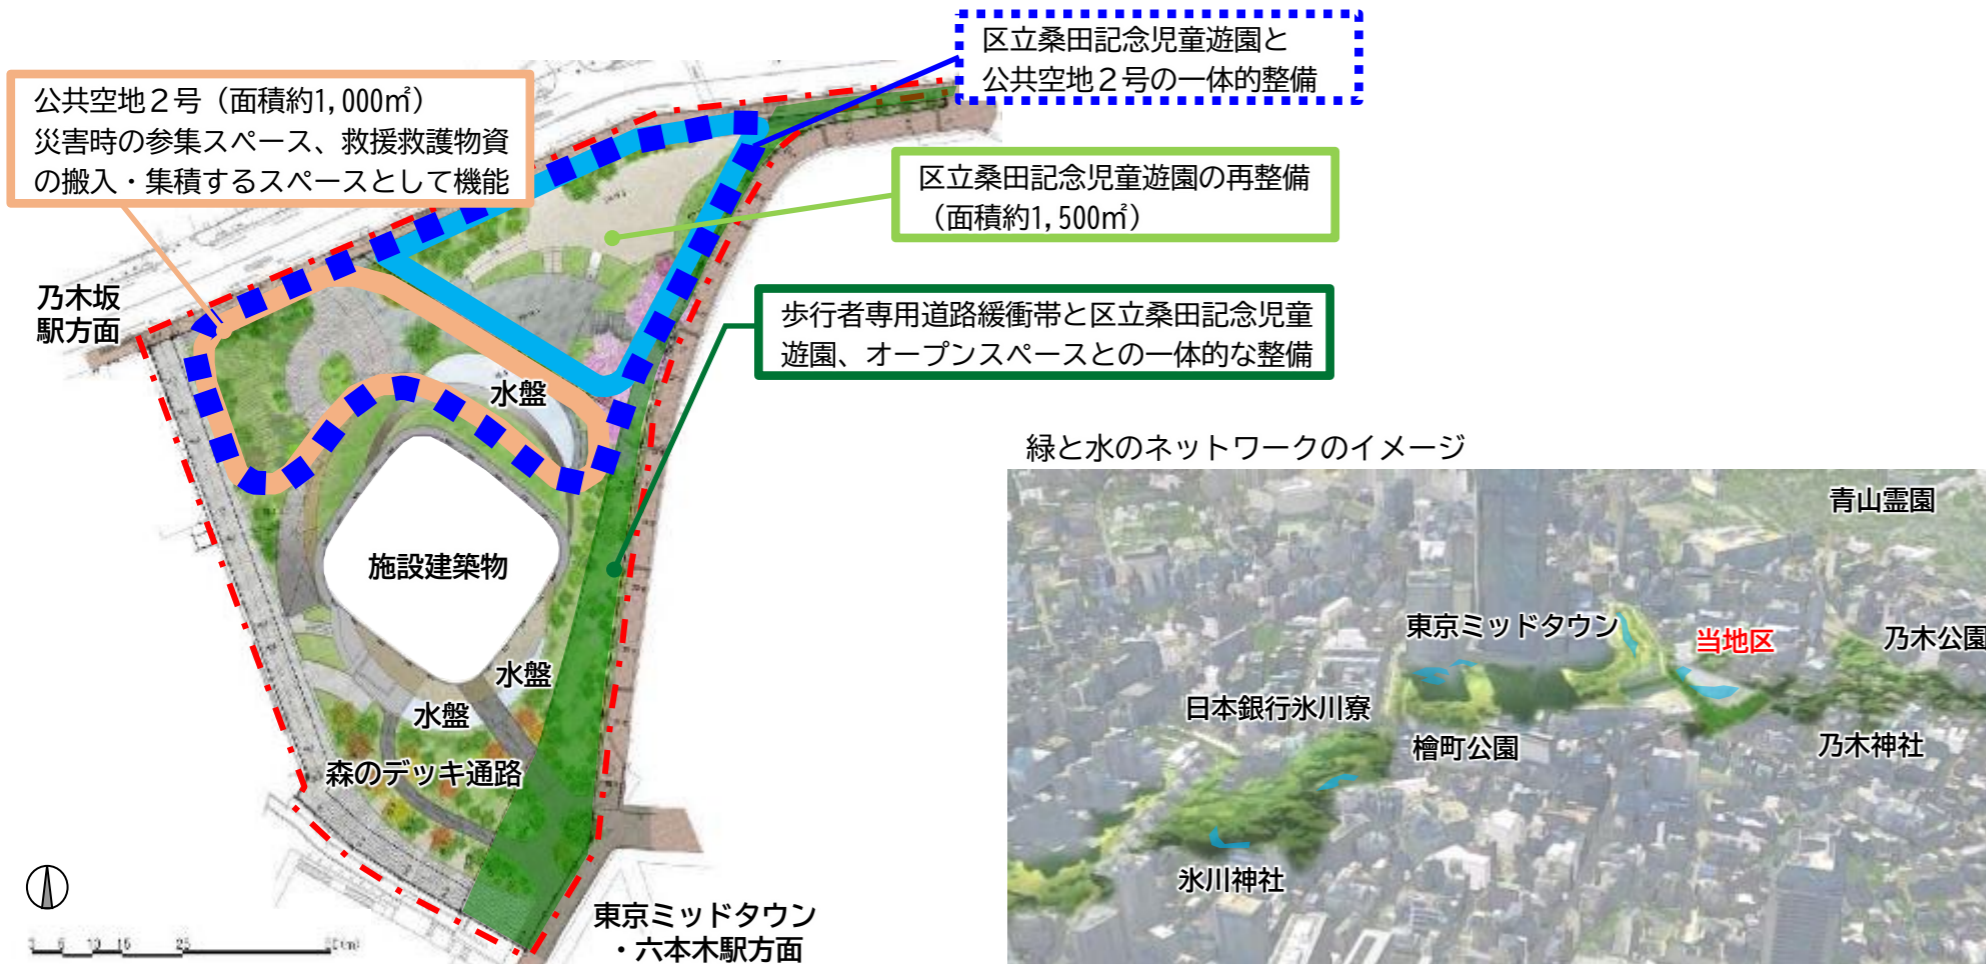 区立桑田記念児童遊園と
公共空地２号の一体的整備
公共空地２号（面積約1,000㎡）
災害時の参集スペース、救援救護物資
の搬入・集積するスペースとして機能
区立桑田記念児童遊園の再整備
（面積約1,500㎡）
乃木坂
駅方面
歩行者専用道路緩衝帯と区立桑田記念児童
遊園、オープンスペースとの一体的な整備
水盤
施設建築物
水盤
水盤
森のデッキ通路
東京ミッドタウン
・六本木駅方面
緑と水のネットワークのイメージ
青山霊園
東京ミッドタウン
当地区
乃木公園
日本銀行氷川寮
檜町公園
乃木神社
氷川神社